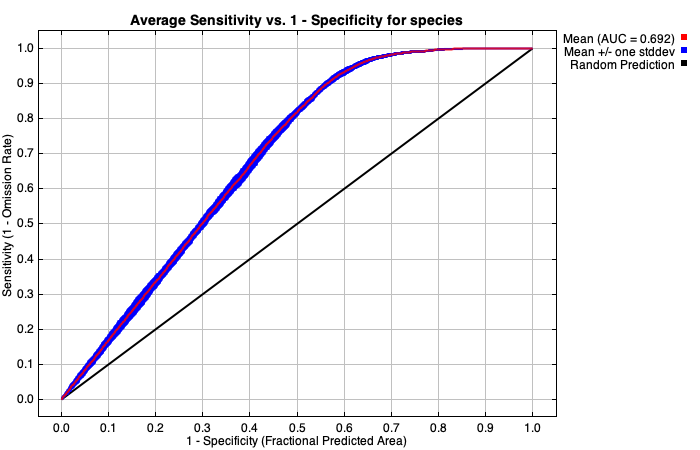 Average Sensitivity vs. 1 - Specificity for species
Mean (AUC = 0.692)
Mean +/- one stddev
Random Prediction
Sensitivity (1 - Omission Rate)
1.0
0.9
0.8
0.7
0.6
0.5
0.4
0.3
0.2
0.1
0.0
0.0 0.1 0.2 0.3 0.4 0.5 0.6 0.7 0.8 0.9 1.0
1 - Specificity (Fractional Predicted Area)